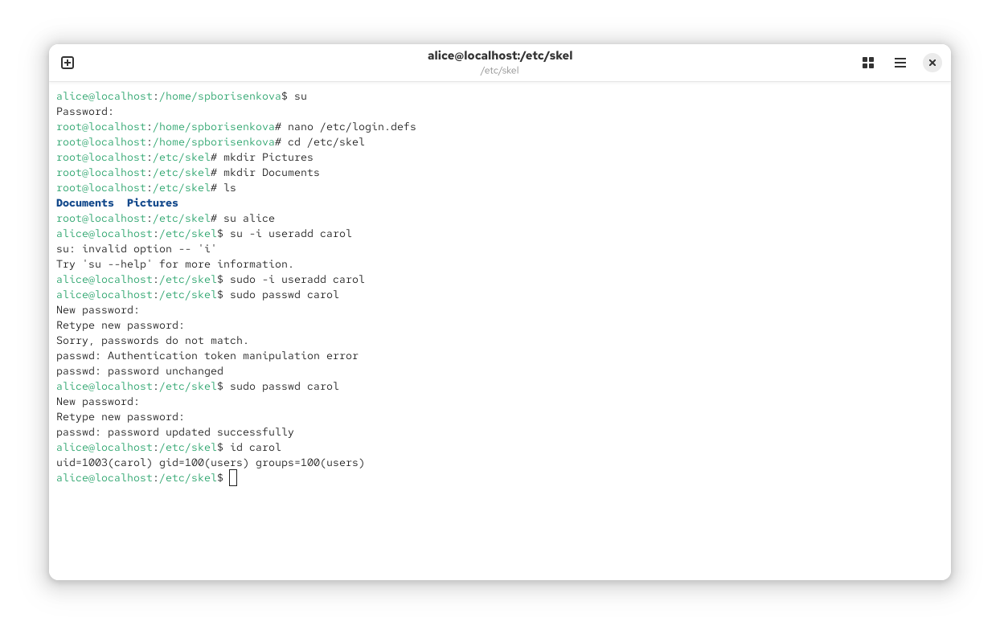 alice@localhost:/etc/skel
/etc/skel
alice@localhost:/home/spborisenkova$ su
Password:
root@localhost:/home/spborisenkova# nano /etc/login.defs
root@localhost:/home/spborisenkova# cd /etc/skel
root@localhost:/etc/skel# mkdir Pictures
root@localhost:/etc/skel# mkdir Documents
root@localhost:/etc/skel# ls
Documents  Pictures
root@localhost:/etc/skel# su alice
alice@localhost:/etc/skel$ su -i useradd carol
su: invalid option -- 'i'
Try 'su --help' for more information.
alice@localhost:/etc/skel$ sudo -i useradd carol
alice@localhost:/etc/skel$ sudo passwd carol
New password:
Retype new password:
Sorry, passwords do not match.
passwd: Authentication token manipulation error
passwd: password unchanged
alice@localhost:/etc/skel$ sudo passwd carol
New password:
Retype new password:
passwd: password updated successfully
alice@localhost:/etc/skel$ id carol
uid=1003(carol) gid=100(users) groups=100(users)
alice@localhost:/etc/skel$